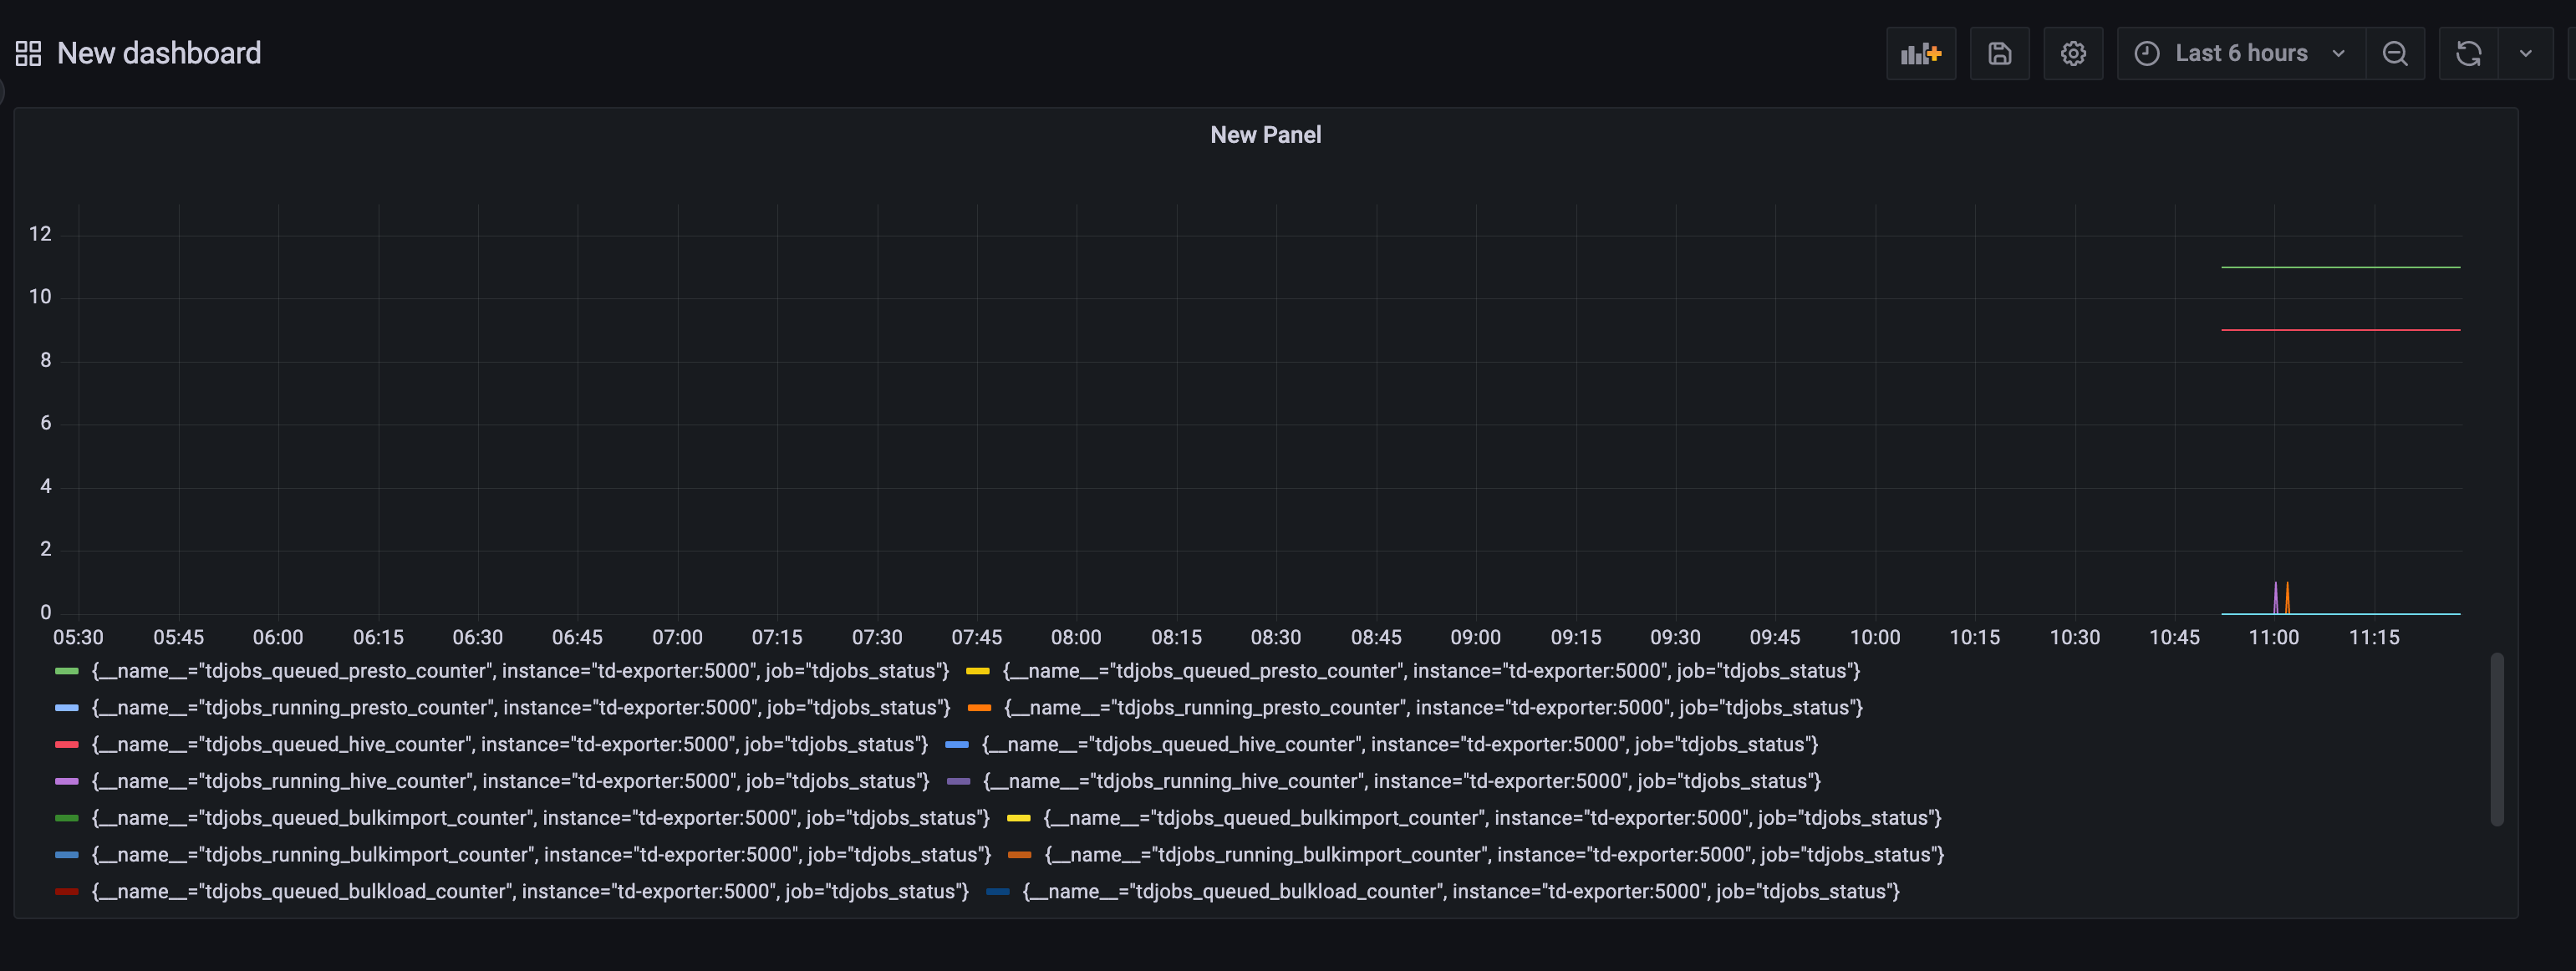 New dashboard
Last 6 hours
New Panel
12
10
8
6
4
2
0
05:30 05:45 06:00 06:15 06:30 06:45 07:00 07:15 07:30 07:45 08:00 08:15 08:30 08:45 09:00 09:15 09:30 09:45 10:00 10:15 10:30 10:45 11:00 11:15
{__name__="tdjobs_queued_presto_counter", instance="td-exporter:5000", job="tdjobs_status"} {__name__="tdjobs_queued_presto_counter", instance="td-exporter:5000", job="tdjobs_status"}
{__name__="tdjobs_running_presto_counter", instance="td-exporter:5000", job="tdjobs_status"} {__name__="tdjobs_running_presto_counter", instance="td-exporter:5000", job="tdjobs_status"}
{__name__="tdjobs_queued_hive_counter", instance="td-exporter:5000", job="tdjobs_status"} {__name__="tdjobs_queued_hive_counter", instance="td-exporter:5000", job="tdjobs_status"}
{__name__="tdjobs_running_hive_counter", instance="td-exporter:5000", job="tdjobs_status"} {__name__="tdjobs_running_hive_counter", instance="td-exporter:5000", job="tdjobs_status"}
{__name__="tdjobs_queued_bulkimport_counter", instance="td-exporter:5000", job="tdjobs_status"} {__name__="tdjobs_queued_bulkimport_counter", instance="td-exporter:5000", job="tdjobs_status"}
{__name__="tdjobs_running_bulkimport_counter", instance="td-exporter:5000", job="tdjobs_status"} {__name__="tdjobs_running_bulkimport_counter", instance="td-exporter:5000", job="tdjobs_status"}
{__name__="tdjobs_queued_bulkload_counter", instance="td-exporter:5000", job="tdjobs_status"} {__name__="tdjobs_queued_bulkload_counter", instance="td-exporter:5000", job="tdjobs_status"}